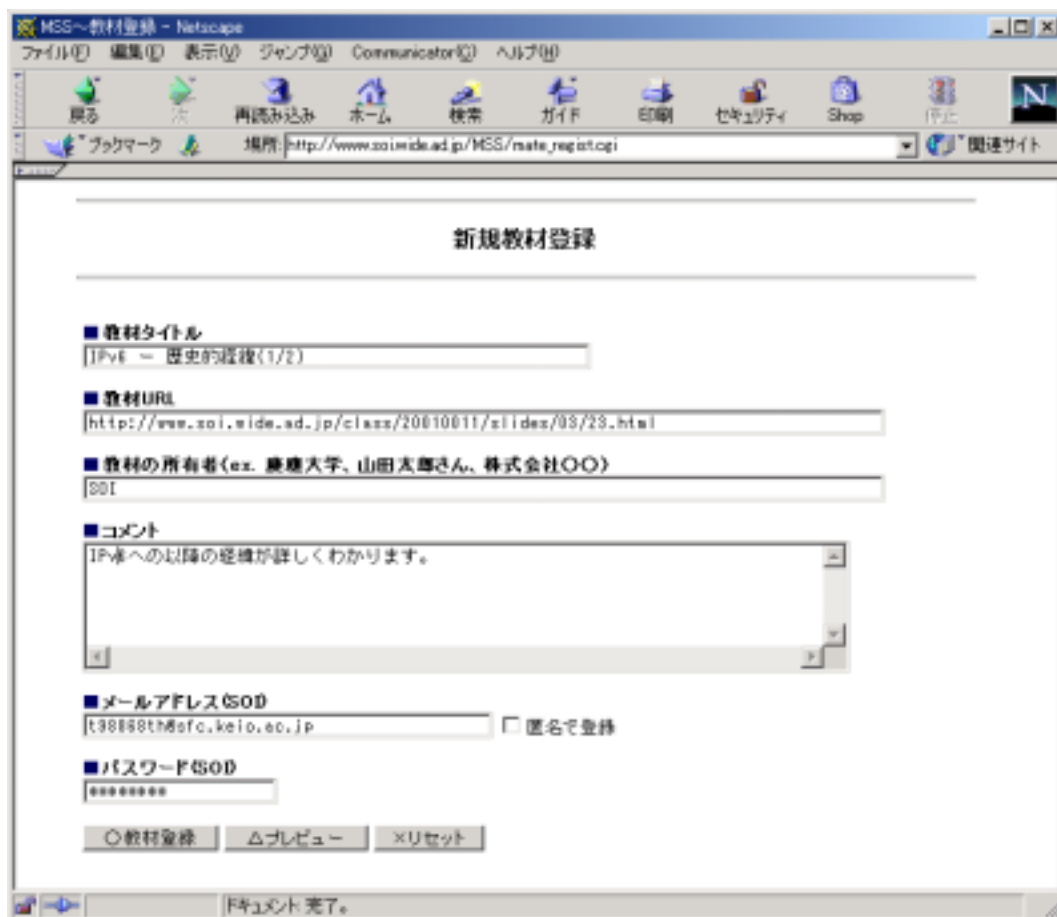 MSS～教材登録 - Netscape
ファイル(F) 編集(E) 表示(V) ジャンプ(G) Communicator(C) ヘルプ(H)
戻る 次 再読み込み ホーム 検索 ガイド 印刷 セキュリティ Shop 停止 N
ブックマーク 場所: http://www.soi.wide.ad.jp/MSS/mate_regist.cgi 関連サイト
新規教材登録
■教材タイトル
IPv6 － 歴史的経緯(1/2)
■教材URL
http://www.soi.wide.ad.jp/class/20010011/slides/03/23.html
■教材の所有者(ex. 慶應大学、山田太郎さん、株式会社〇〇)
SOI
■コメント
IPv6への以降の経緯が詳しくわかります。
■メールアドレス(SOI)
t98868th@sfc.keio.ac.jp 匿名で登録
■パスワード(SOI)
********
〇教材登録 △プレビュー ×リセット
ドキュメント: 完了。